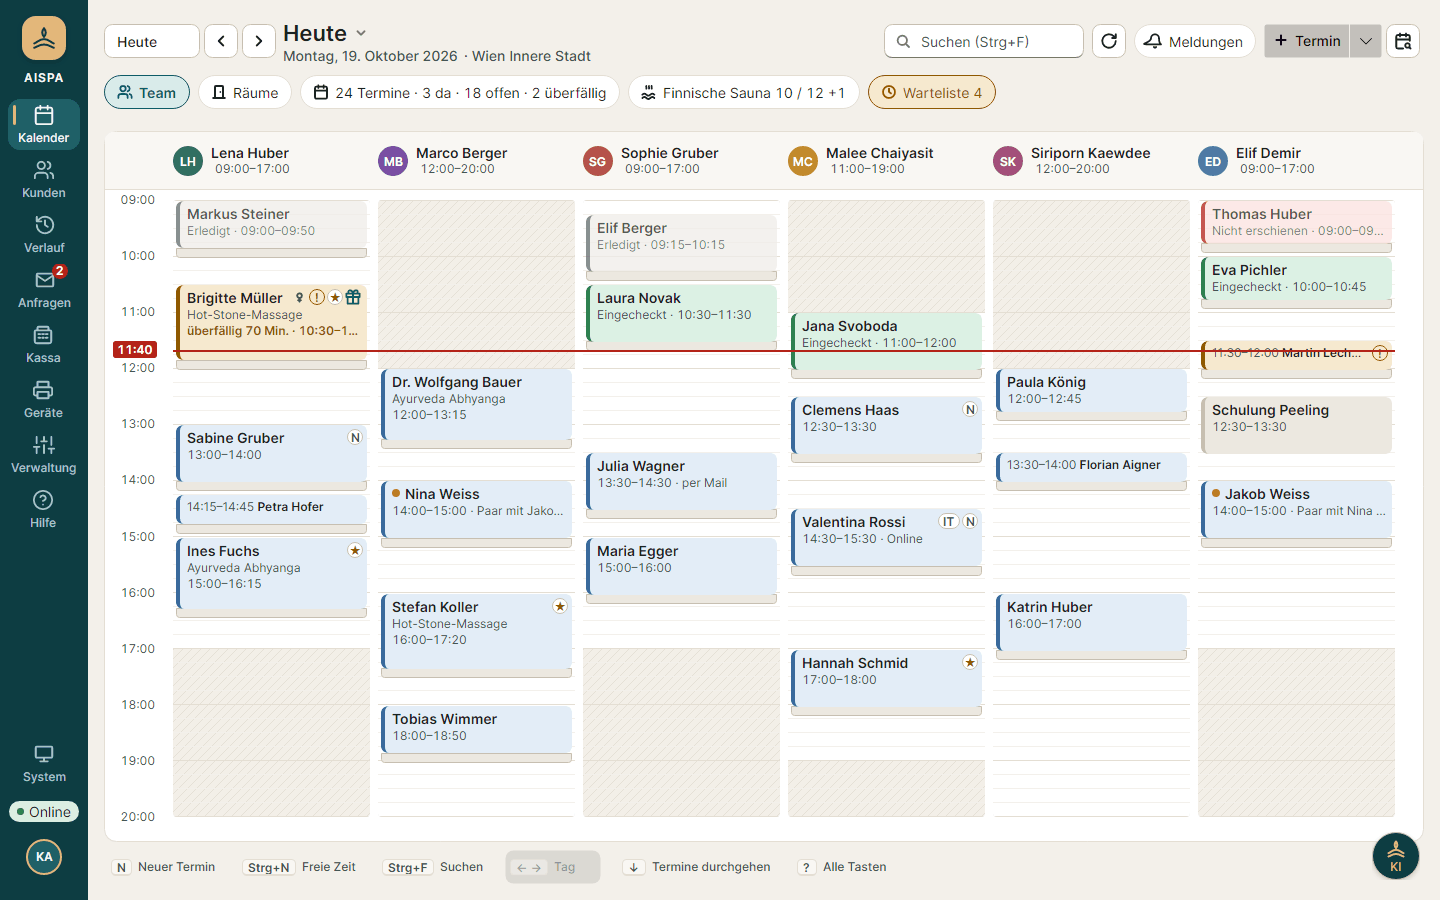 AISPA
Kalender
Kunden
Verlauf
2
Anfragen
Kassa
Geräte
Verwaltung
Hilfe
System
Online
KA
Heute
Heute
Montag, 19. Oktober 2026 · Wien Innere Stadt
Suchen (Strg+F)
Meldungen
+ Termin
Team
Räume
24 Termine · 3 da · 18 offen · 2 überfällig
Finnische Sauna 10 / 12 +1
Warteliste 4
LH Lena Huber
09:00–17:00
MB Marco Berger
12:00–20:00
SG Sophie Gruber
09:00–17:00
MC Malee Chaiyasit
11:00–19:00
SK Siriporn Kaewdee
12:00–20:00
ED Elif Demir
09:00–17:00
09:00
10:00
11:00
11:40
12:00
13:00
14:00
15:00
16:00
17:00
18:00
19:00
20:00
Markus Steiner
Erledigt · 09:00–09:50
Brigitte Müller
Hot-Stone-Massage
überfällig 70 Min. · 10:30–1...
Sabine Gruber N
13:00–14:00
14:15–14:45 Petra Hofer
Ines Fuchs
Ayurveda Abhyanga
15:00–16:15
Dr. Wolfgang Bauer
Ayurveda Abhyanga
12:00–13:15
Nina Weiss
14:00–15:00 · Paar mit Jako...
Stefan Koller
Hot-Stone-Massage
16:00–17:20
Tobias Wimmer
18:00–18:50
Elif Berger
Erledigt · 09:15–10:15
Laura Novak
Eingecheckt · 10:30–11:30
Julia Wagner
13:30–14:30 · per Mail
Maria Egger
15:00–16:00
Jana Svoboda
Eingecheckt · 11:00–12:00
Clemens Haas N
12:30–13:30
Valentina Rossi IT N
14:30–15:30 · Online
Hannah Schmid
17:00–18:00
Paula König
12:00–12:45
13:30–14:00 Florian Aigner
Katrin Huber
16:00–17:00
Thomas Huber
Nicht erschienen · 09:00–09...
Eva Pichler
Eingecheckt · 10:00–10:45
11:30–12:00 Martin Lech...
Schulung Peeling
12:30–13:30
Jakob Weiss
14:00–15:00 · Paar mit Nina ...
N Neuer Termin
Strg+N Freie Zeit
Strg+F Suchen
← → Tag
↓ Termine durchgehen
? Alle Tasten
KI